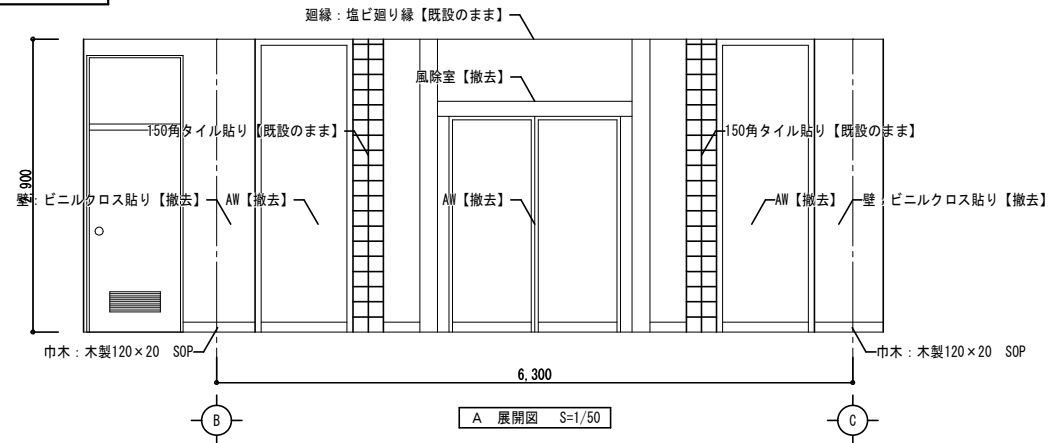 廻縁：塩ビ廻り縁【既設のまま】
風除室【撤去】
150角タイル貼り【既設のまま】
150角タイル貼り【既設のまま】
2,900
壁：ビニルクロス貼り【撤去】
AW【撤去】
AW【撤去】
AW【撤去】
壁：ビニルクロス貼り【撤去】
巾木：木製120×20 SOP
巾木：木製120×20 SOP
6,300
B
A 展開図 S=1/50
C